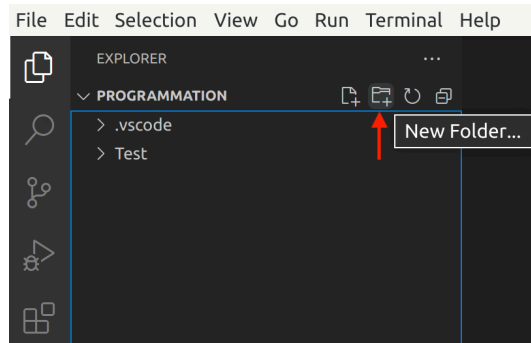 File Edit Selection View Go Run Terminal Help
EXPLORER
PROGRAMMATION
.vscode
New Folder...
Test